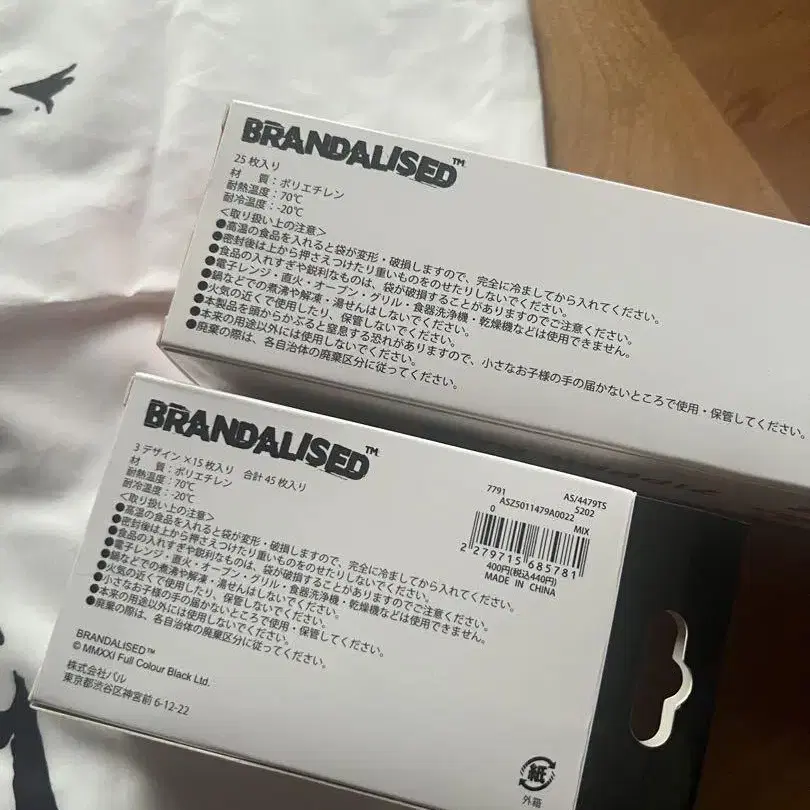 BRANDALISED™
25枚入り
材　質：ポリエチレン
耐熱温度：70℃
耐冷温度：-20℃
＜取り扱い上の注意＞
●高温の食品を入れると袋が変形・破損しますので、完全に冷ましてから入れてください。
●密封後は上から押さえつけたり重いものをのせたりしないでください。
●食品の入れすぎや鋭利なものは、袋が破損することがありますのでご注意ください。
●電子レンジ・直火・オーブン・グリル・食器洗浄機・乾燥機などは使用できません。
●鍋などでの煮沸や解凍・湯せんはしないでください。
●火気の近くで使用したり、保管しないでください。
●本製品を頭からかぶると窒息する恐れがありますので、小さなお子様の手の届かないところで使用・保管してください。
●本来の用途以外には使用しないでください。
●廃棄の際は、各自治体の廃棄区分に従ってください。
BRANDALISED™
3デザイン×15枚入り　合計45枚入り
材　質：ポリエチレン
耐熱温度：70℃
耐冷温度：-20℃
＜取り扱い上の注意＞
●高温の食品を入れると袋が変形・破損しますので、完全に冷ましてから入れてください。
●密封後は上から押さえつけたり重いものをのせたりしないでください。
●食品の入れすぎや鋭利なものは、袋が破損することがありますのでご注意ください。
●電子レンジ・直火・オーブン・グリル・食器洗浄機・乾燥機などは使用できません。
●鍋などでの煮沸や解凍・湯せんはしないでください。
●火気の近くで使用したり、保管しないでください。
●小さなお子様の手の届かないところで使用・保管してください。
●本来の用途以外には使用しないでください。
●廃棄の際は、各自治体の廃棄区分に従ってください。
BRANDALISED™
© MMXXI Full Colour Black Ltd.
株式会社パル
東京都渋谷区神宮前 6-12-22
7791 AS/4479TS
ASZ5011479A0022 5202
0 MIX
2 279715 685781
400円(税込440円)
MADE IN CHINA
紙
外箱